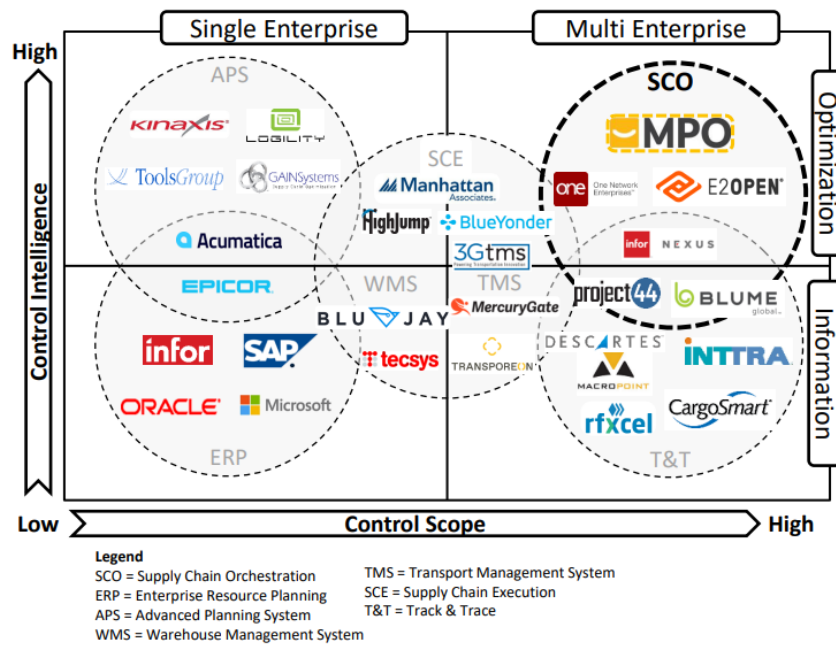 Single Enterprise
Multi Enterprise
High
APS
SCO
KINAXIS®
LOGILITY
MPO
SCE
ToolsGroup
GAINSystems
Manhattan
Associates®
one
One Network
Enterprises™
E2OPEN®
HIGHJUMP
BlueYonder
Acumatica
3Gtms
infor NEXUS
Optimization
Control Intelligence
EPICOR
WMS
TMS
project44
BLUME
global
BLUJAY
MercuryGate
infor
SAP
tecsys
TRANSPOREON
DESCARTES™
MACROPOINT
INTTRA
Information
ORACLE®
Microsoft
rfxcel
CargoSmart®
ERP
T&T
Low
Control Scope
High
Legend
SCO = Supply Chain Orchestration
ERP = Enterprise Resource Planning
APS = Advanced Planning System
WMS = Warehouse Management System
TMS = Transport Management System
SCE = Supply Chain Execution
T&T = Track & Trace